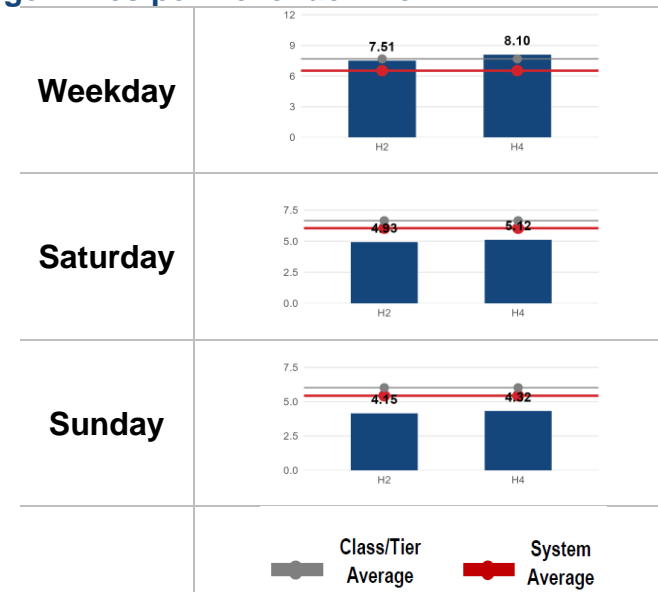 Weekday
12
9
6
3
0
7.51
8.10
H2
H4
Saturday
7.5
5.0
2.5
0.0
4.93
5.12
H2
H4
Sunday
7.5
5.0
2.5
0.0
4.15
4.32
H2
H4
Class/Tier
Average
System
Average